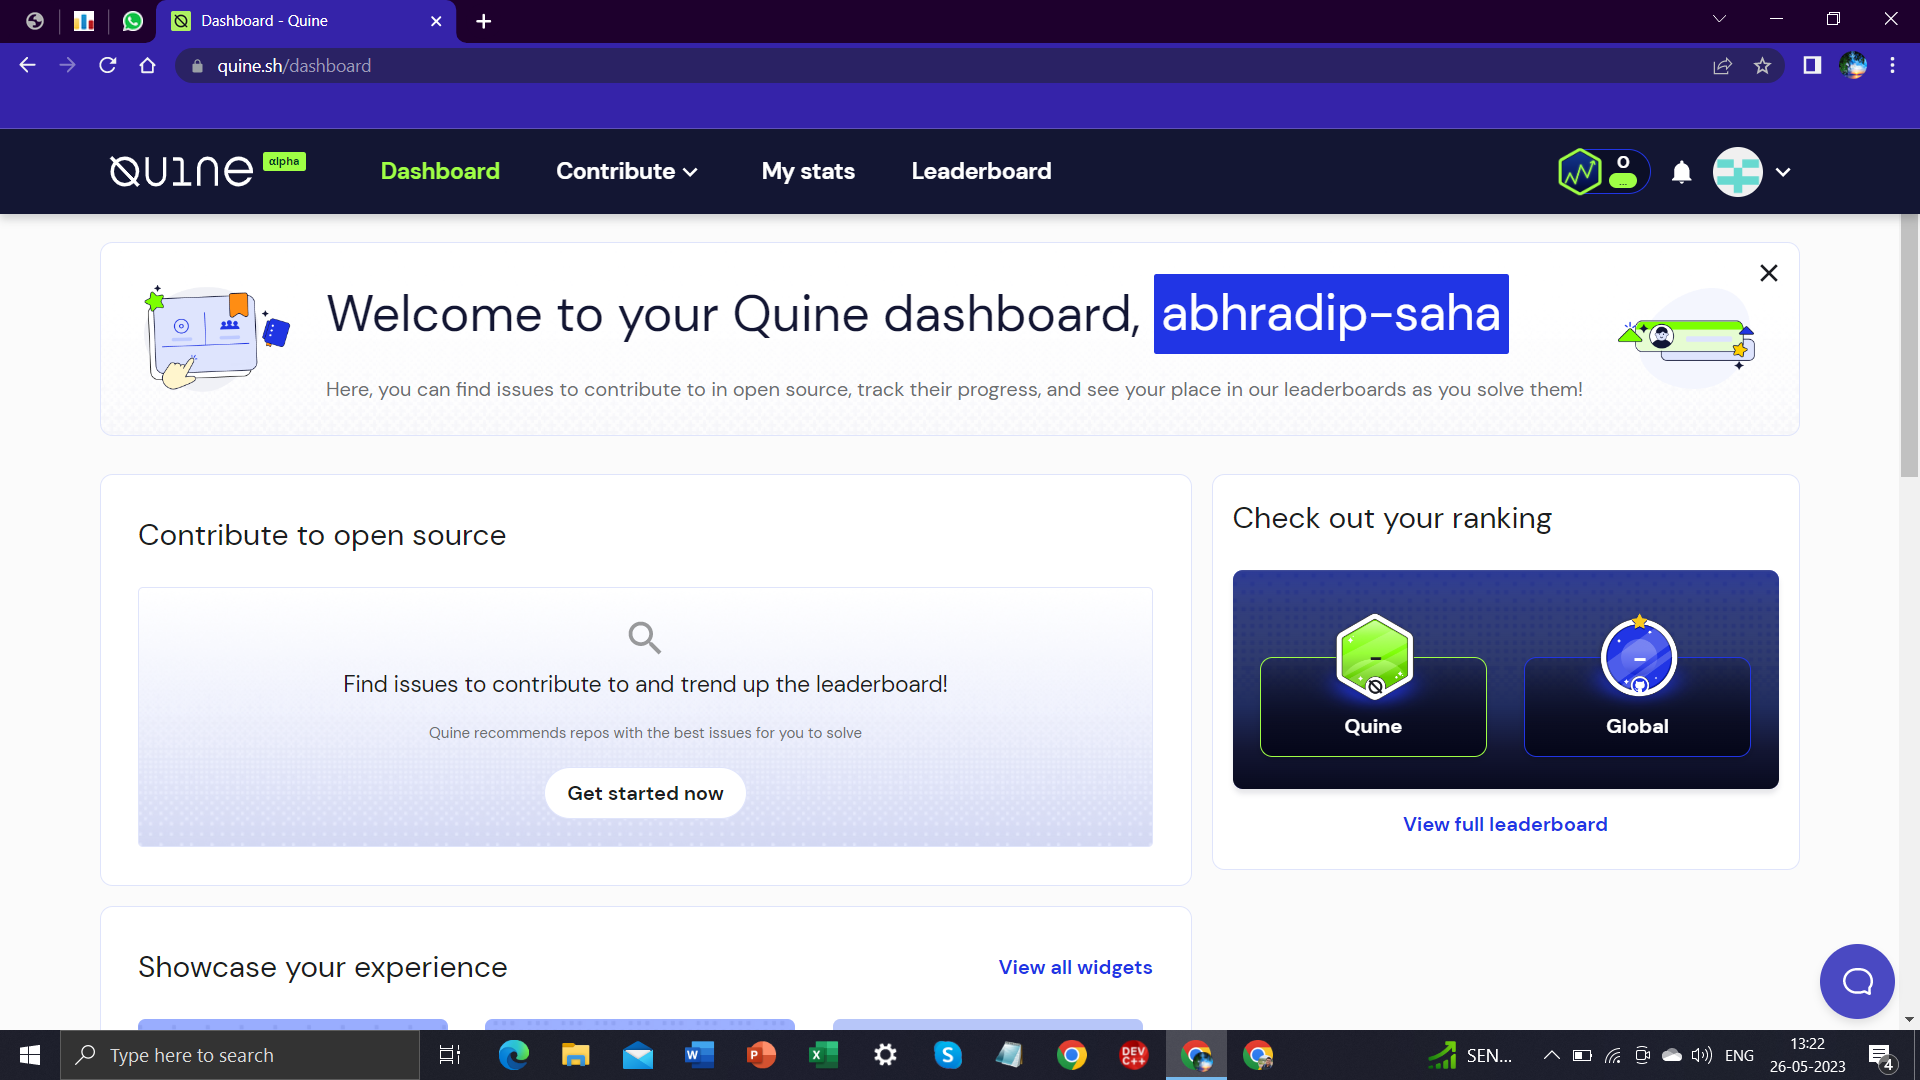 Dashboard - Quine
quine.sh/dashboard
QU1NE alpha
Dashboard
Contribute
My stats
Leaderboard
0
...
Welcome to your Quine dashboard, abhradip-saha
Here, you can find issues to contribute to in open source, track their progress, and see your place in our leaderboards as you solve them!
Contribute to open source
Find issues to contribute to and trend up the leaderboard!
Quine recommends repos with the best issues for you to solve
Get started now
Check out your ranking
-
-
Quine
Global
View full leaderboard
Showcase your experience
View all widgets
Type here to search
W
P
X
S
DEV
C++
SEN...
ENG
13:22
26-05-2023
4